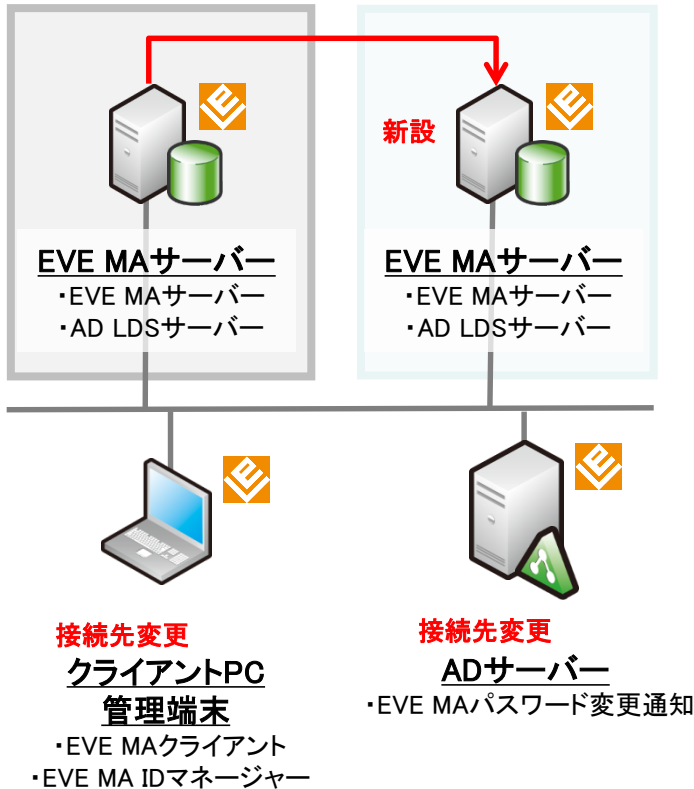 新設
EVE MAサーバー
・EVE MAサーバー
・AD LDSサーバー
EVE MAサーバー
・EVE MAサーバー
・AD LDSサーバー
接続先変更
クライアントPC
管理端末
・EVE MAクライアント
・EVE MA IDマネージャー
接続先変更
ADサーバー
・EVE MAパスワード変更通知